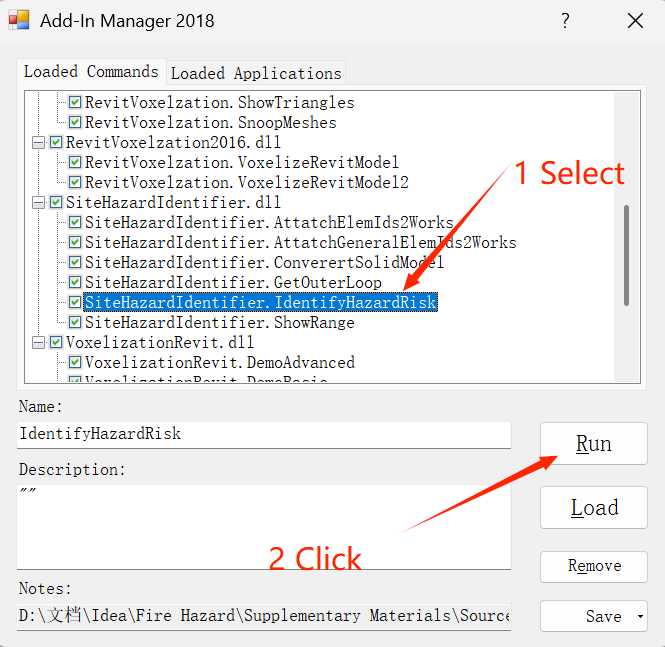 Add-In Manager 2018
?
Loaded Commands Loaded Applications
RevitVoxelzation.ShowTriangles
RevitVoxelzation.SnoopMeshes
RevitVoxelzation2016.dll
RevitVoxelzation.VoxelizeRevitModel
RevitVoxelzation.VoxelizeRevitModel2
1 Select
SiteHazardIdentifier.dll
SiteHazardIdentifier.AttatchElemIds2Works
SiteHazardIdentifier.AttatchGeneralElemIds2Works
SiteHazardIdentifier.ConverertSolidModel
SiteHazardIdentifier.GetOuterLoop
SiteHazardIdentifier.IdentifyHazardRisk
SiteHazardIdentifier.ShowRange
VoxelizationRevit.dll
VoxelizationRevit.DemoAdvanced
VoxelizationRevit.DemoBasic
Name:
IdentifyHazardRisk
Run
Description:
""
Load
2 Click
Remove
Notes:
D:\文档\Idea\Fire Hazard\Supplementary Materials\Source
Save